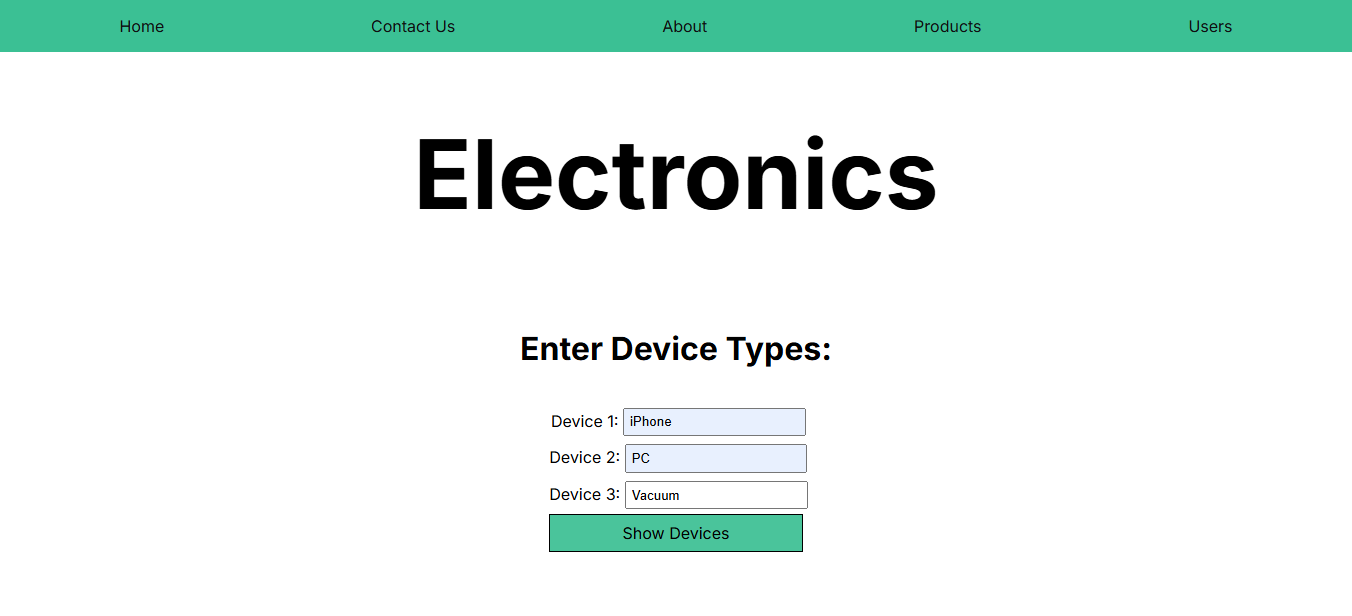 Home Contact Us About Products Users
Electronics
Enter Device Types:
Device 1: iPhone
Device 2: PC
Device 3: Vacuum
Show Devices